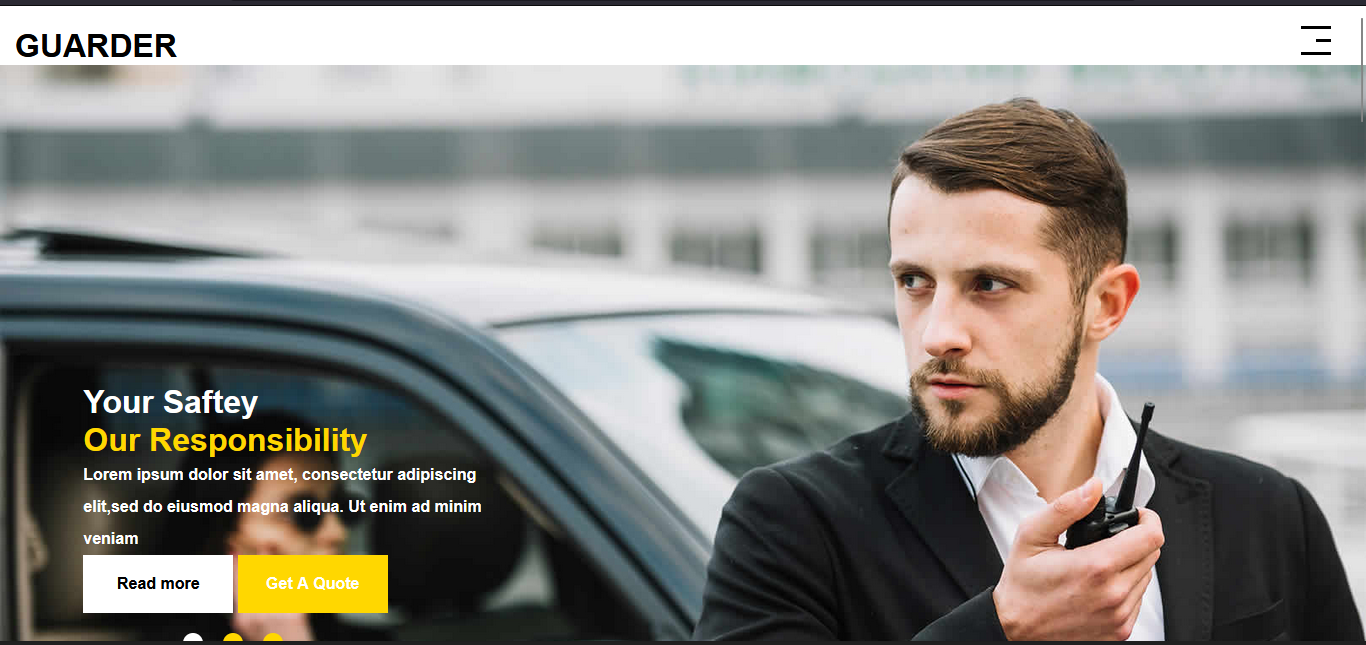 GUARDER
Your Saftey
Our Responsibility
Lorem ipsum dolor sit amet, consectetur adipiscing
elit,sed do eiusmod magna aliqua. Ut enim ad minim
veniam
Read more
Get A Quote